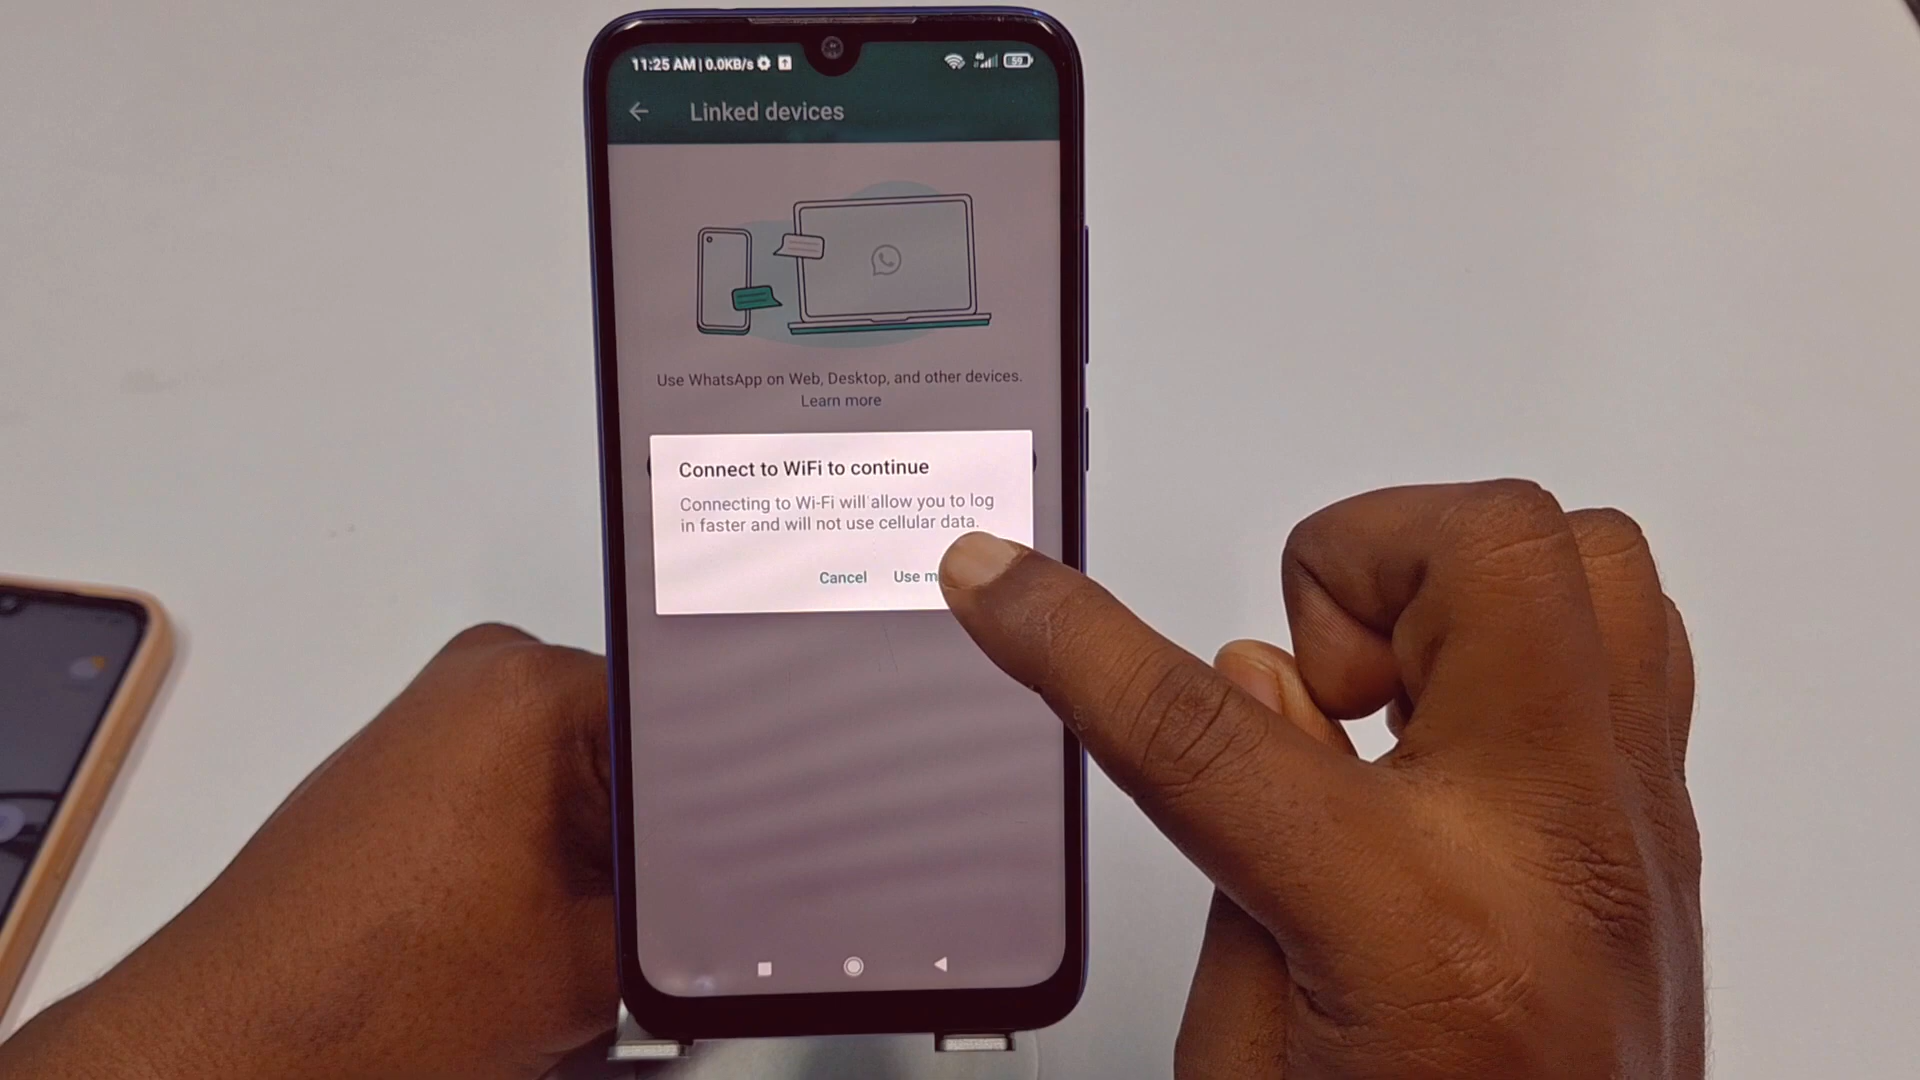 11:25 AM | 0.0KB/s
4G
59
Linked devices
Use WhatsApp on Web, Desktop, and other devices.
Learn more
Connect to WiFi to continue
Connecting to Wi-Fi will allow you to log
in faster and will not use cellular data.
Cancel Use